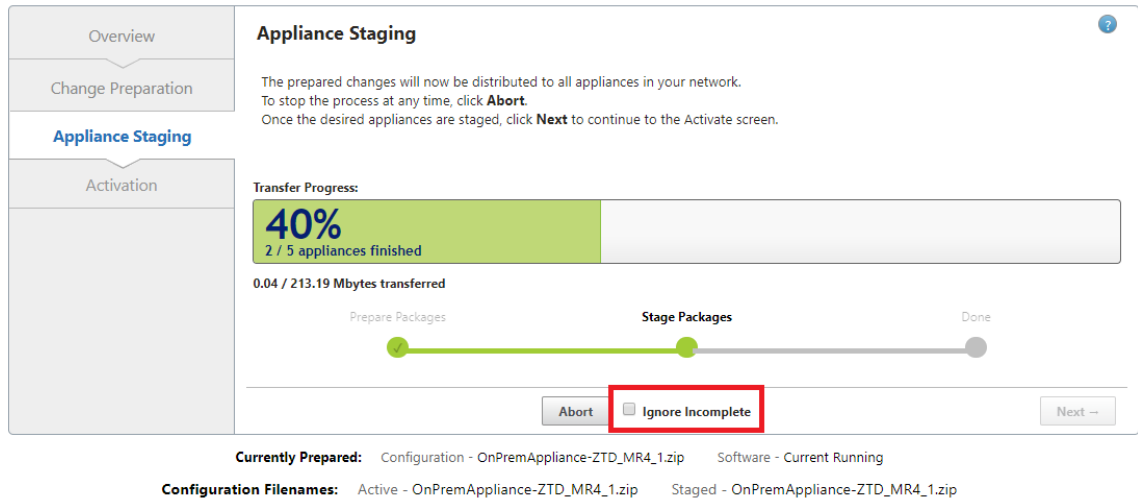 Overview
Change Preparation
Appliance Staging
Activation
Appliance Staging
?
The prepared changes will now be distributed to all appliances in your network.
To stop the process at any time, click Abort.
Once the desired appliances are staged, click Next to continue to the Activate screen.
Transfer Progress:
40%
2 / 5 appliances finished
0.04 / 213.19 Mbytes transferred
Prepare Packages Stage Packages Done
Abort Ignore Incomplete Next →
Currently Prepared: Configuration - OnPremAppliance-ZTD_MR4_1.zip Software - Current Running
Configuration Filenames: Active - OnPremAppliance-ZTD_MR4_1.zip Staged - OnPremAppliance-ZTD_MR4_1.zip